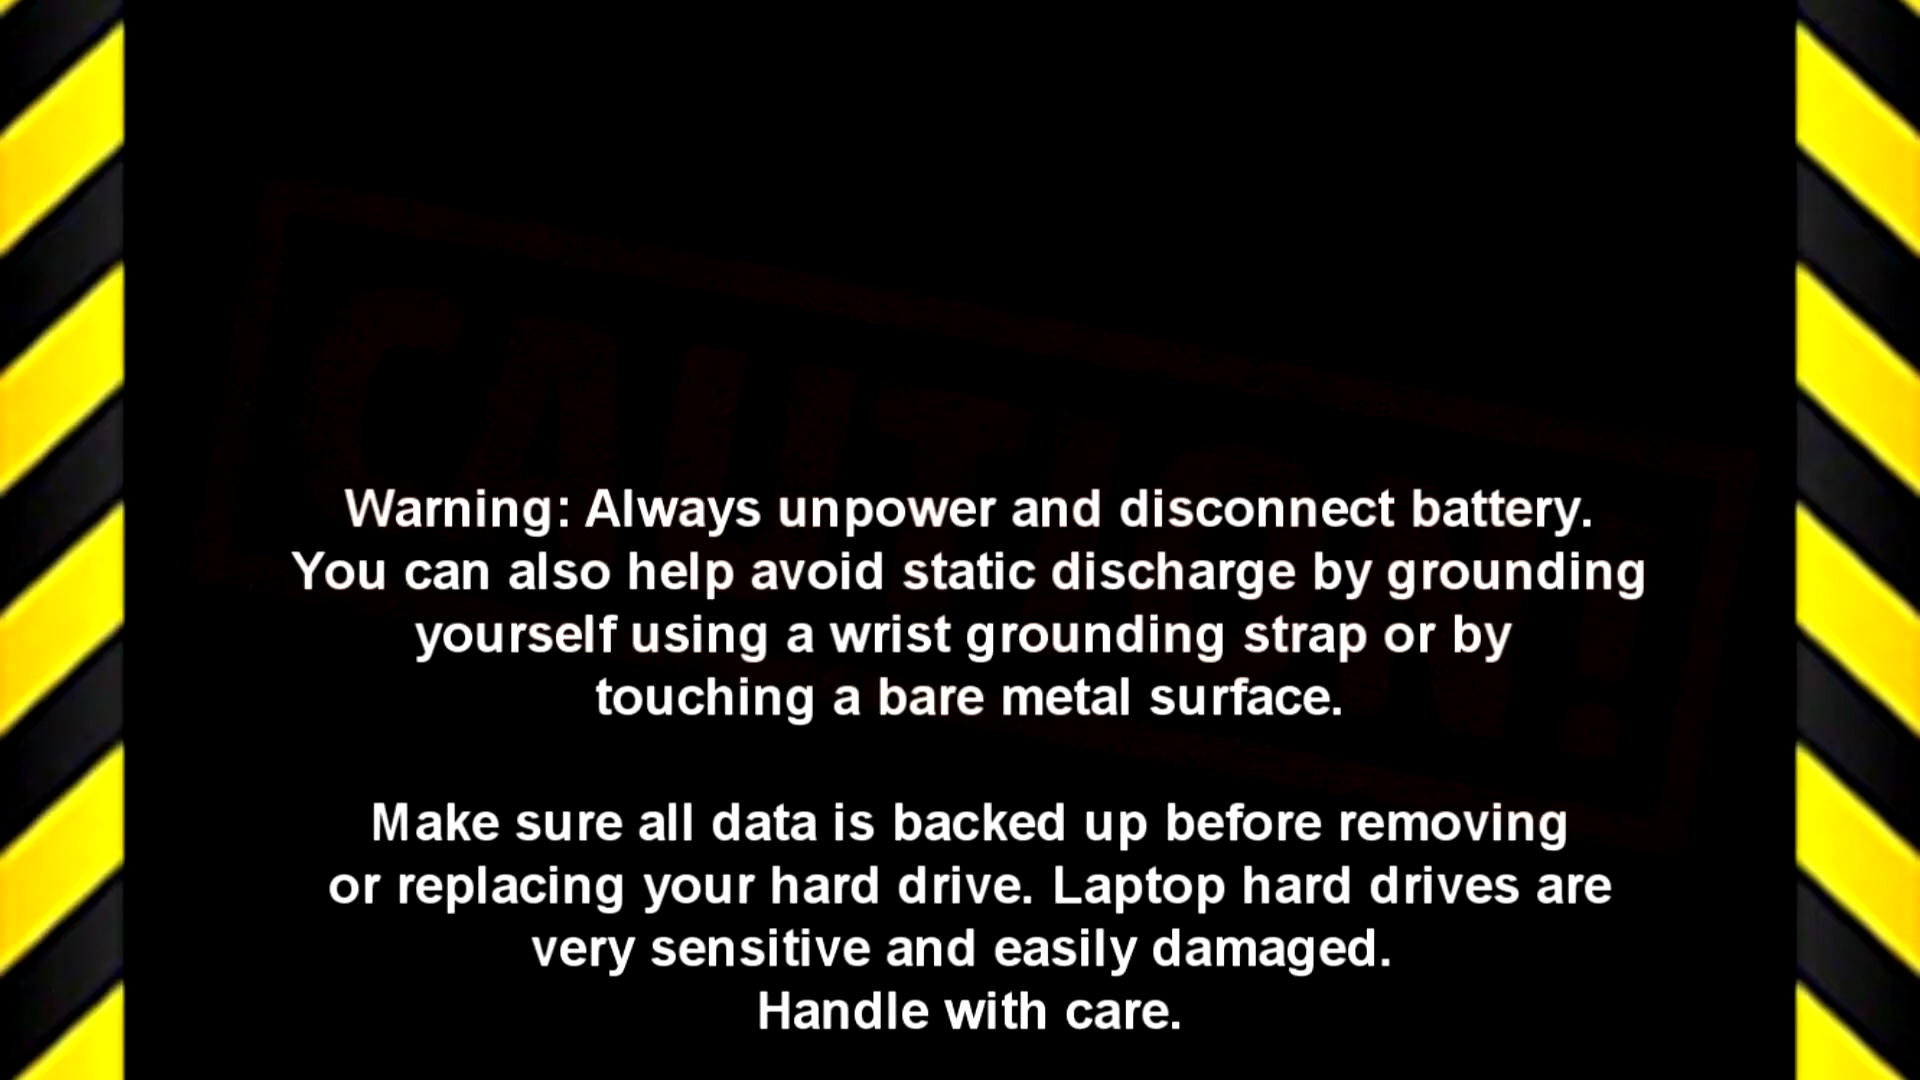 CAUTION!
Warning: Always unpower and disconnect battery.
You can also help avoid static discharge by grounding
yourself using a wrist grounding strap or by
touching a bare metal surface.
Make sure all data is backed up before removing
or replacing your hard drive. Laptop hard drives are
very sensitive and easily damaged.
Handle with care.